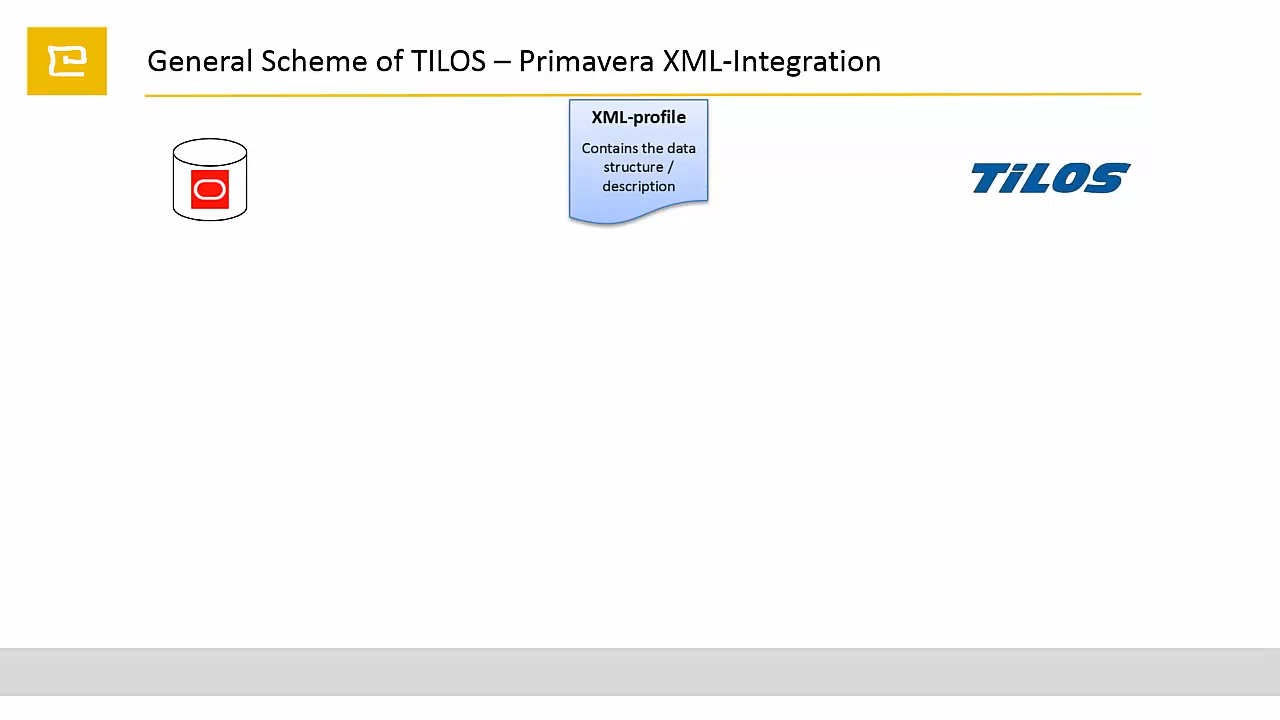 General Scheme of TILOS – Primavera XML-Integration
XML-profile
Contains the data
structure /
description
TiLOS